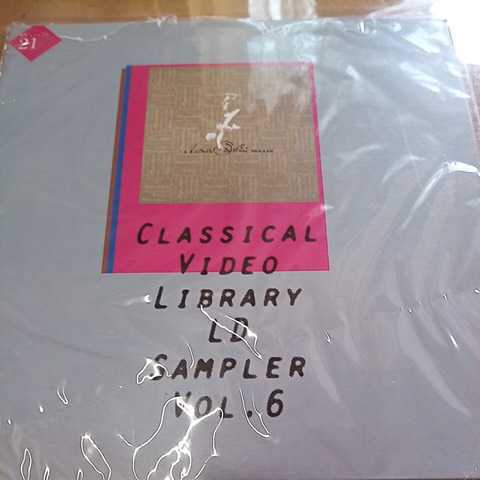 21
CLASSICAL
VIDEO
LIBRARY
LD
SAMPLER
VOL.6